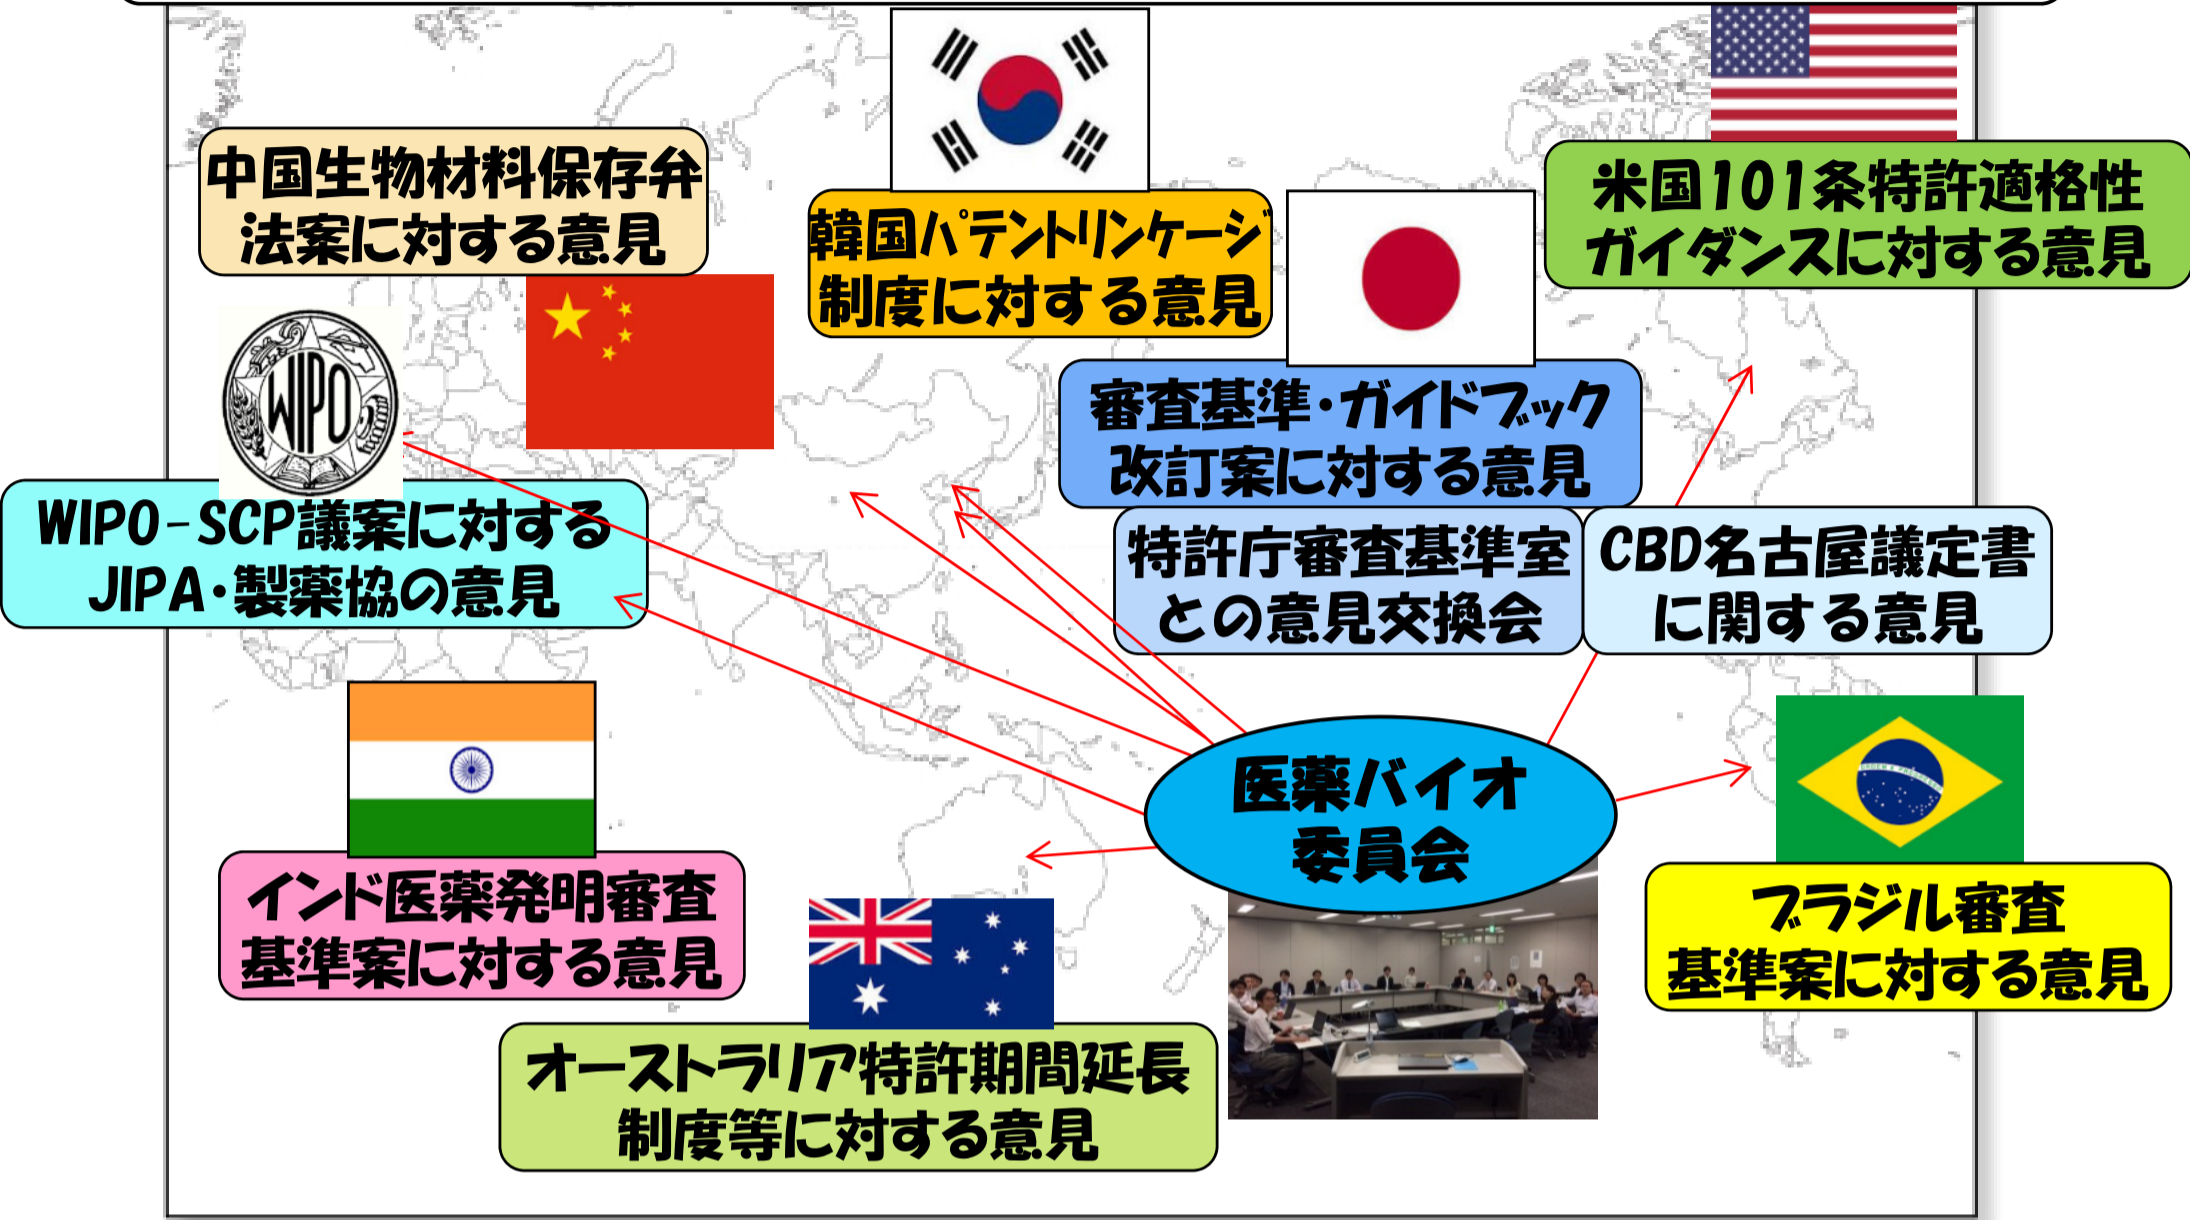 中国生物材料保存弁
法案に対する意見
韓国パテントリンケージ
制度に対する意見
米国101条特許適格性
ガイダンスに対する意見
WIPO
審査基準・ガイドブック
改訂案に対する意見
WIPO-SCP議案に対する
JIPA・製薬協の意見
特許庁審査基準室
との意見交換会
CBD名古屋議定書
に関する意見
医薬バイオ
委員会
インド医薬発明審査
基準案に対する意見
ブラジル審査
基準案に対する意見
オーストラリア特許期間延長
制度等に対する意見